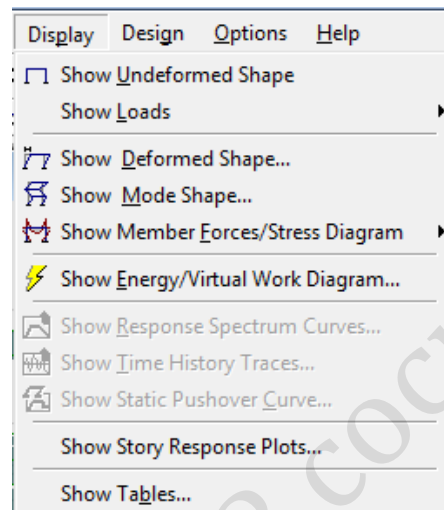 Display Design Options Help
Show Undeformed Shape
Show Loads
Show Deformed Shape...
Show Mode Shape...
Show Member Forces/Stress Diagram
Show Energy/Virtual Work Diagram...
Show Response Spectrum Curves...
Show Time History Traces...
Show Static Pushover Curve...
Show Story Response Plots...
Show Tables...